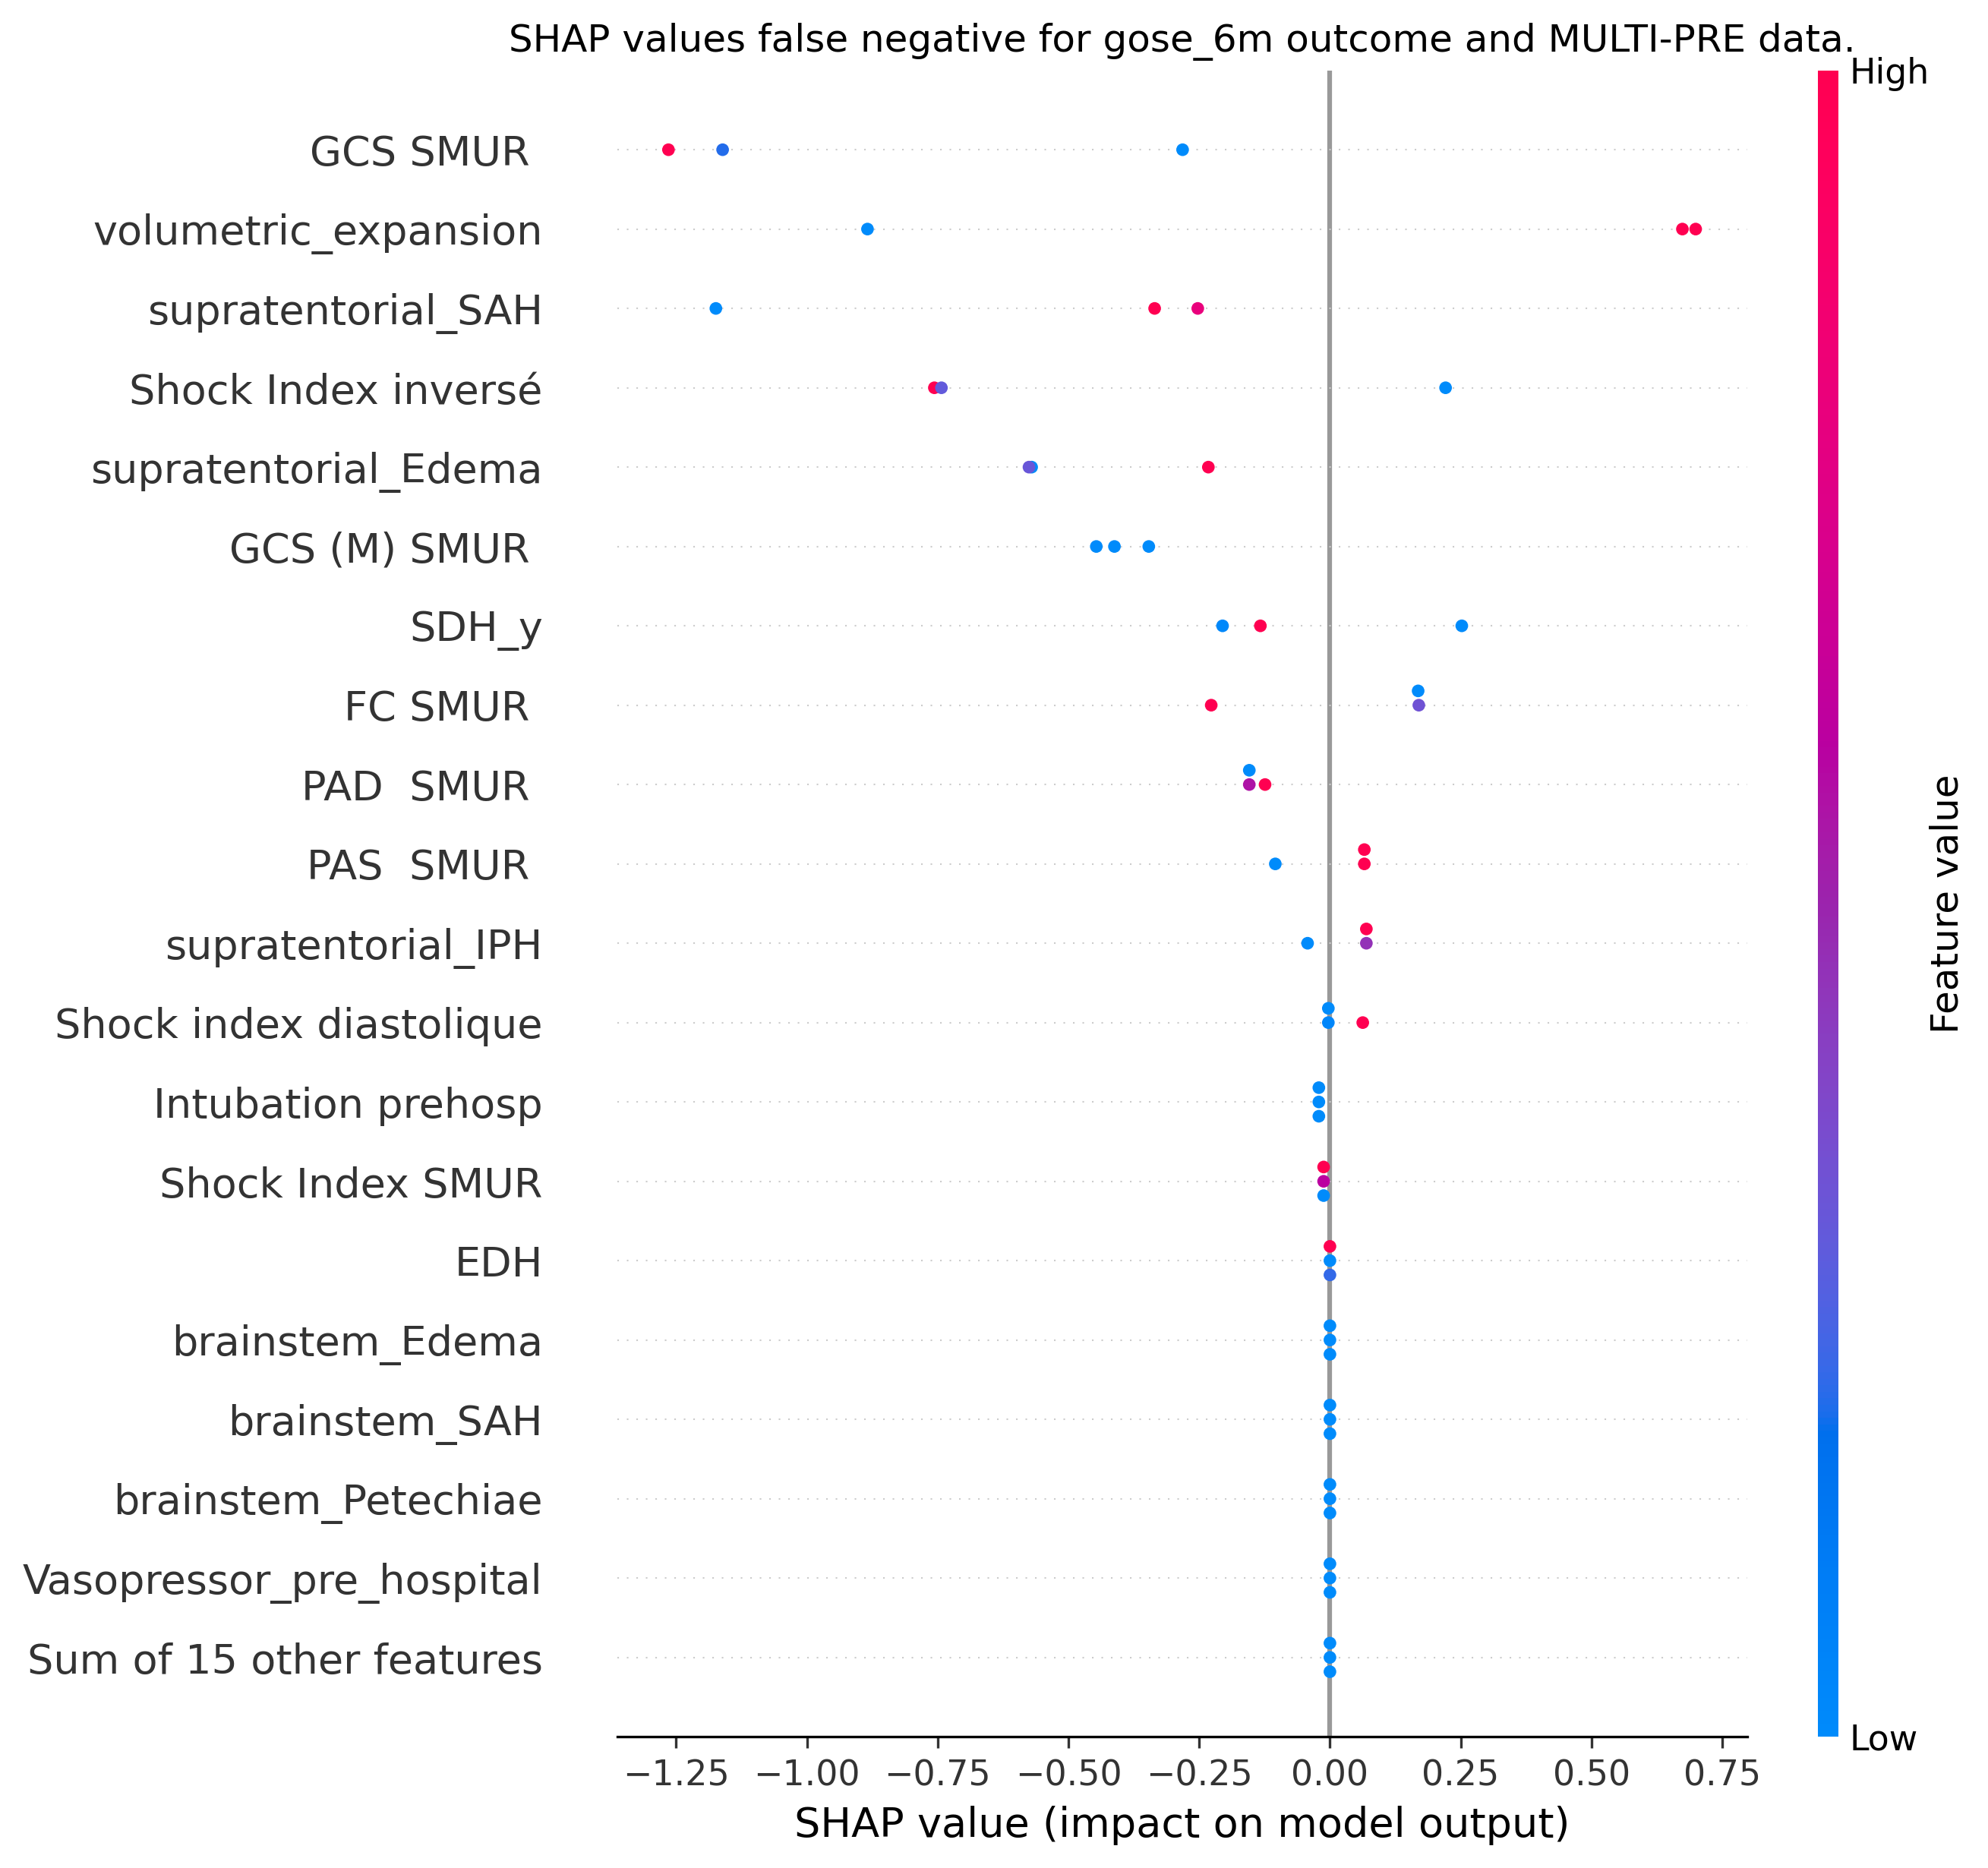 SHAP values false negative for gose_6m outcome and MULTI-PRE data.
High
GCS SMUR
volumetric_expansion
supratentorial_SAH
Shock Index inversé
supratentorial_Edema
GCS (M) SMUR
SDH_y
FC SMUR
PAD  SMUR
PAS  SMUR
supratentorial_IPH
Shock index diastolique
Intubation prehosp
Shock Index SMUR
EDH
brainstem_Edema
brainstem_SAH
brainstem_Petechiae
Vasopressor_pre_hospital
Sum of 15 other features
Feature value
Low
−1.25 −1.00 −0.75 −0.50 −0.25 0.00 0.25 0.50 0.75
SHAP value (impact on model output)